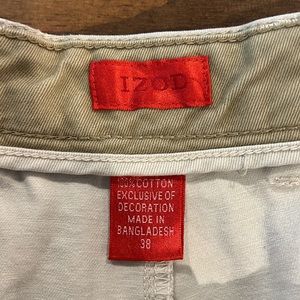 IZOD
100% COTTON
EXCLUSIVE OF
DECORATION
MADE IN
BANGLADESH
38